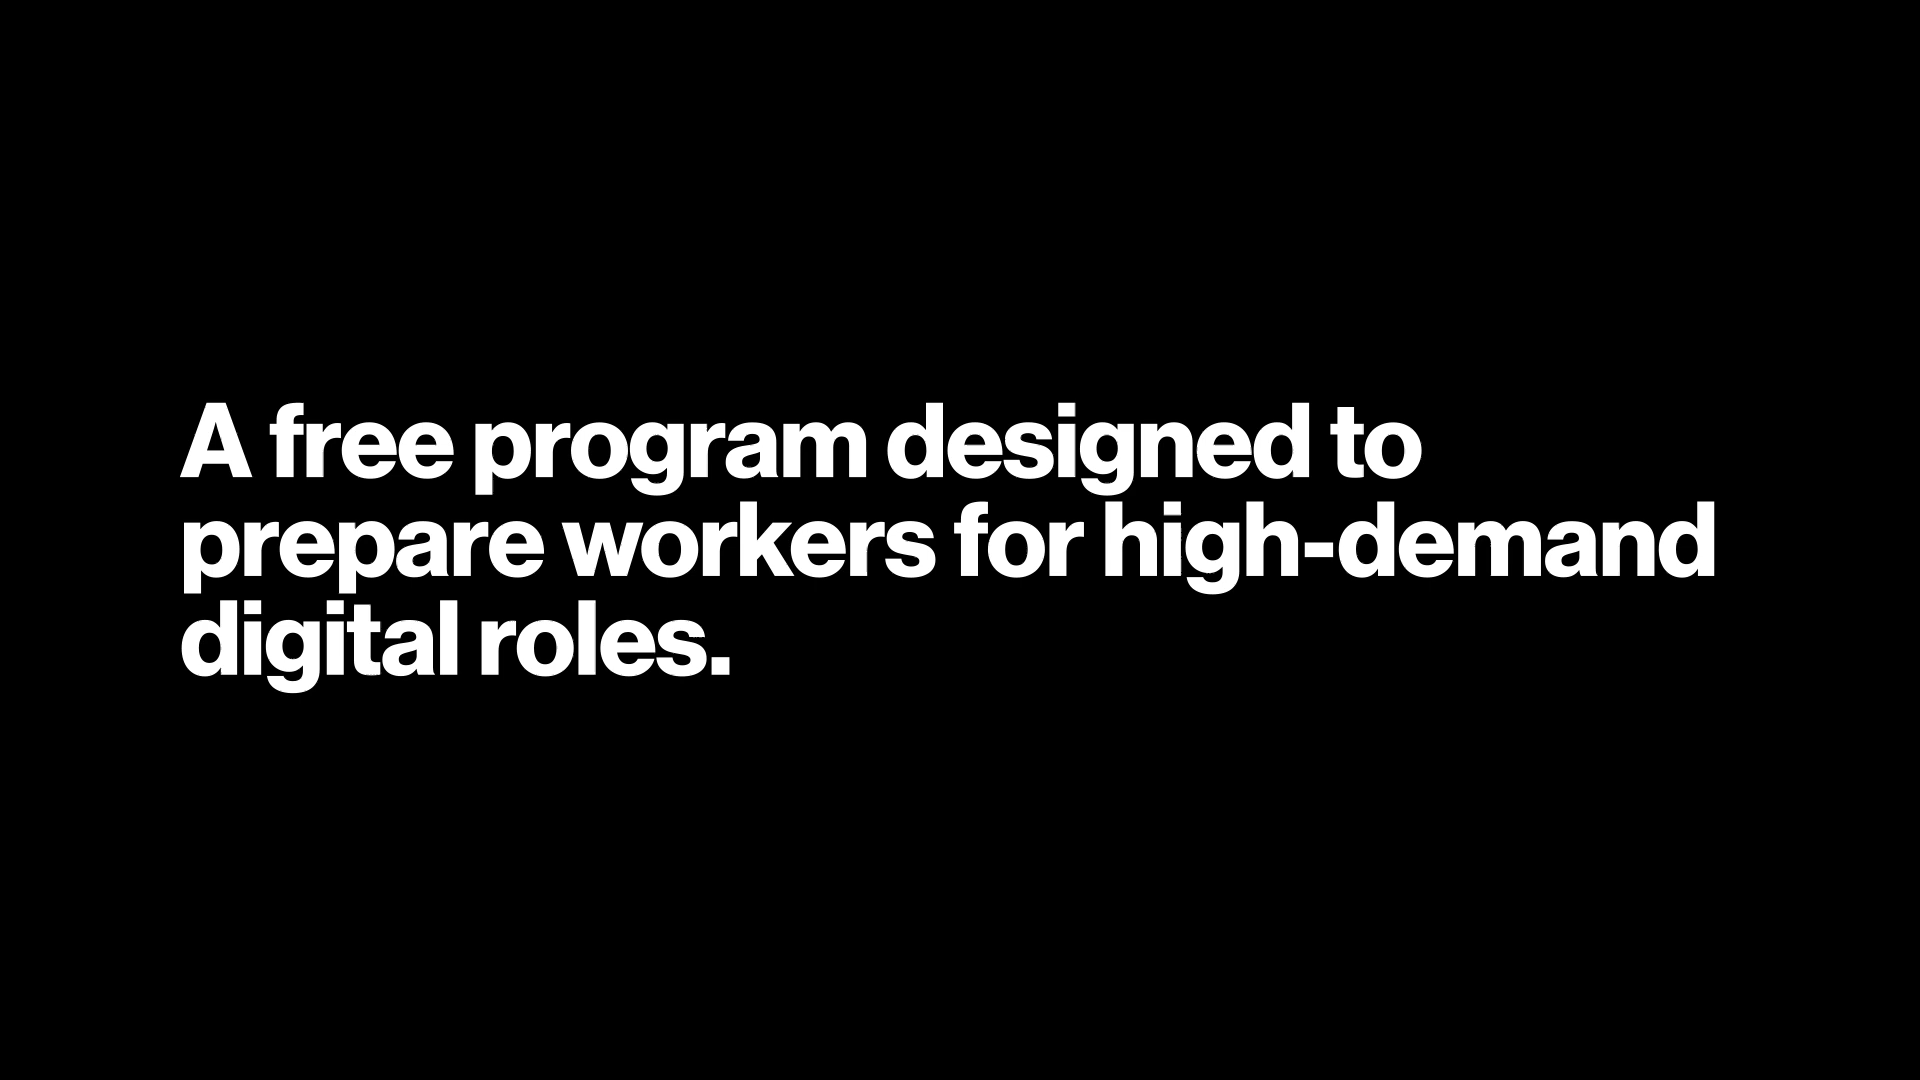 A free program designed to
prepare workers for high-demand
digital roles.